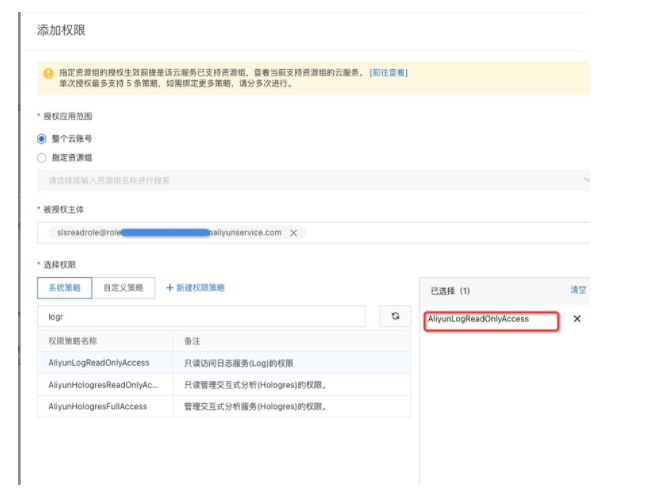 添加权限
指定资源组的授权生效前提是该云服务已支持资源组，查看当前支持资源组的云服务。 [前往查看]
单次授权最多支持 5 条策略，如需绑定更多策略，请分多次进行。
* 授权应用范围
整个云账号
指定资源组
请选择或输入资源组名称进行搜索
* 被授权主体
slsreadrole@role aliyunservice.com ×
* 选择权限
系统策略 自定义策略 + 新建权限策略
logr
权限策略名称 备注
AliyunLogReadOnlyAccess 只读访问日志服务(Log)的权限
AliyunHologresReadOnlyAc... 只读管理交互式分析(Hologres)的权限。
AliyunHologresFullAccess 管理交互式分析服务(Hologres)的权限。
已选择 (1) 清空
AliyunLogReadOnlyAccess ×